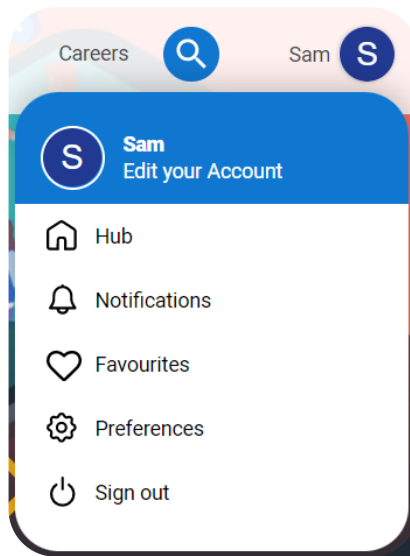 Careers
Sam S
S
Sam
Edit your Account
Hub
Notifications
Favourites
Preferences
Sign out